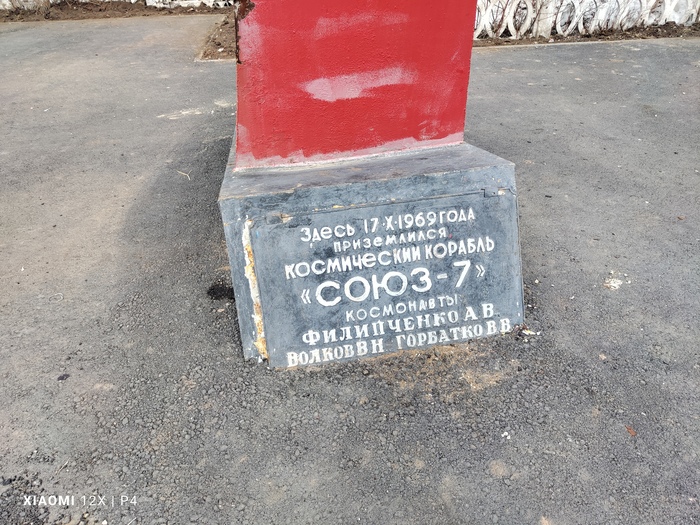 Здесь 17·X·1969 ГОДА
приземлился
КОСМИЧЕСКИЙ КОРАБЛЬ
«СОЮЗ-7»
КОСМОНАВТЫ
ФИЛИПЧЕНКО А.В.
ВОЛКОВ В Н ГОРБАТКО В.В.
XIAOMI 12X | P4